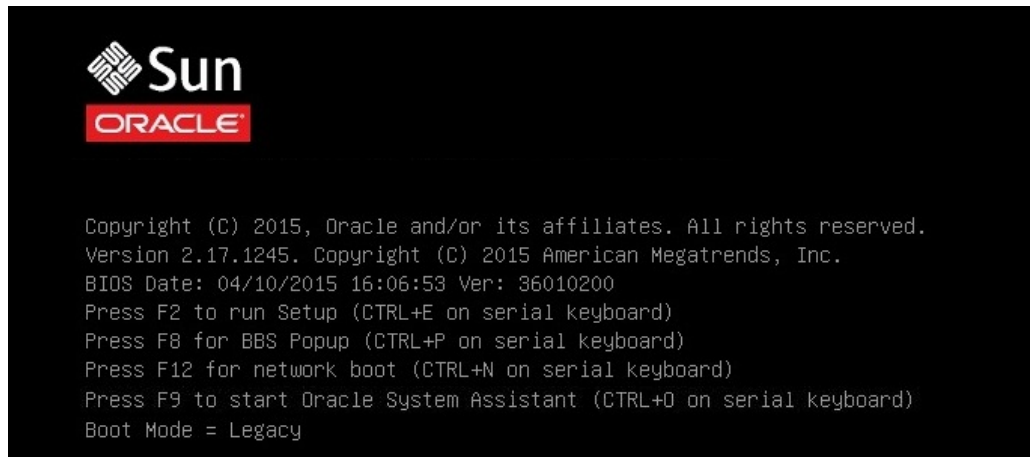 Sun
ORACLE
Copyright (C) 2015, Oracle and/or its affiliates. All rights reserved.
Version 2.17.1245. Copyright (C) 2015 American Megatrends, Inc.
BIOS Date: 04/10/2015 16:06:53 Ver: 36010200
Press F2 to run Setup (CTRL+E on serial keyboard)
Press F8 for BBS Popup (CTRL+P on serial keyboard)
Press F12 for network boot (CTRL+N on serial keyboard)
Press F9 to start Oracle System Assistant (CTRL+O on serial keyboard)
Boot Mode = Legacy